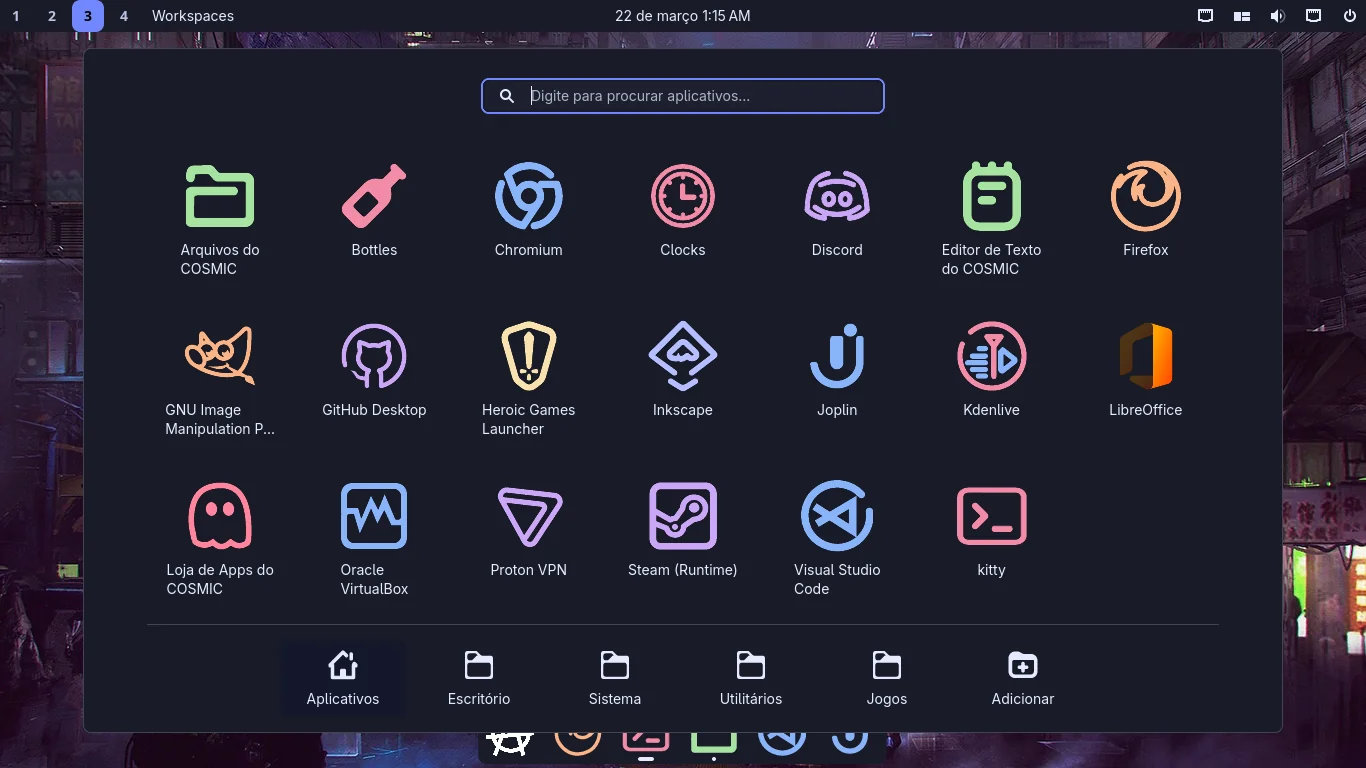 1 2 3 4 Workspaces 22 de março 1:15 AM
Digite para procurar aplicativos...
Arquivos do
COSMIC
Bottles
Chromium
Clocks
Discord
Editor de Texto
do COSMIC
Firefox
GNU Image
Manipulation P...
GitHub Desktop
Heroic Games
Launcher
Inkscape
Joplin
Kdenlive
LibreOffice
Loja de Apps do
COSMIC
Oracle
VirtualBox
Proton VPN
Steam (Runtime)
Visual Studio
Code
kitty
Aplicativos
Escritório
Sistema
Utilitários
Jogos
Adicionar